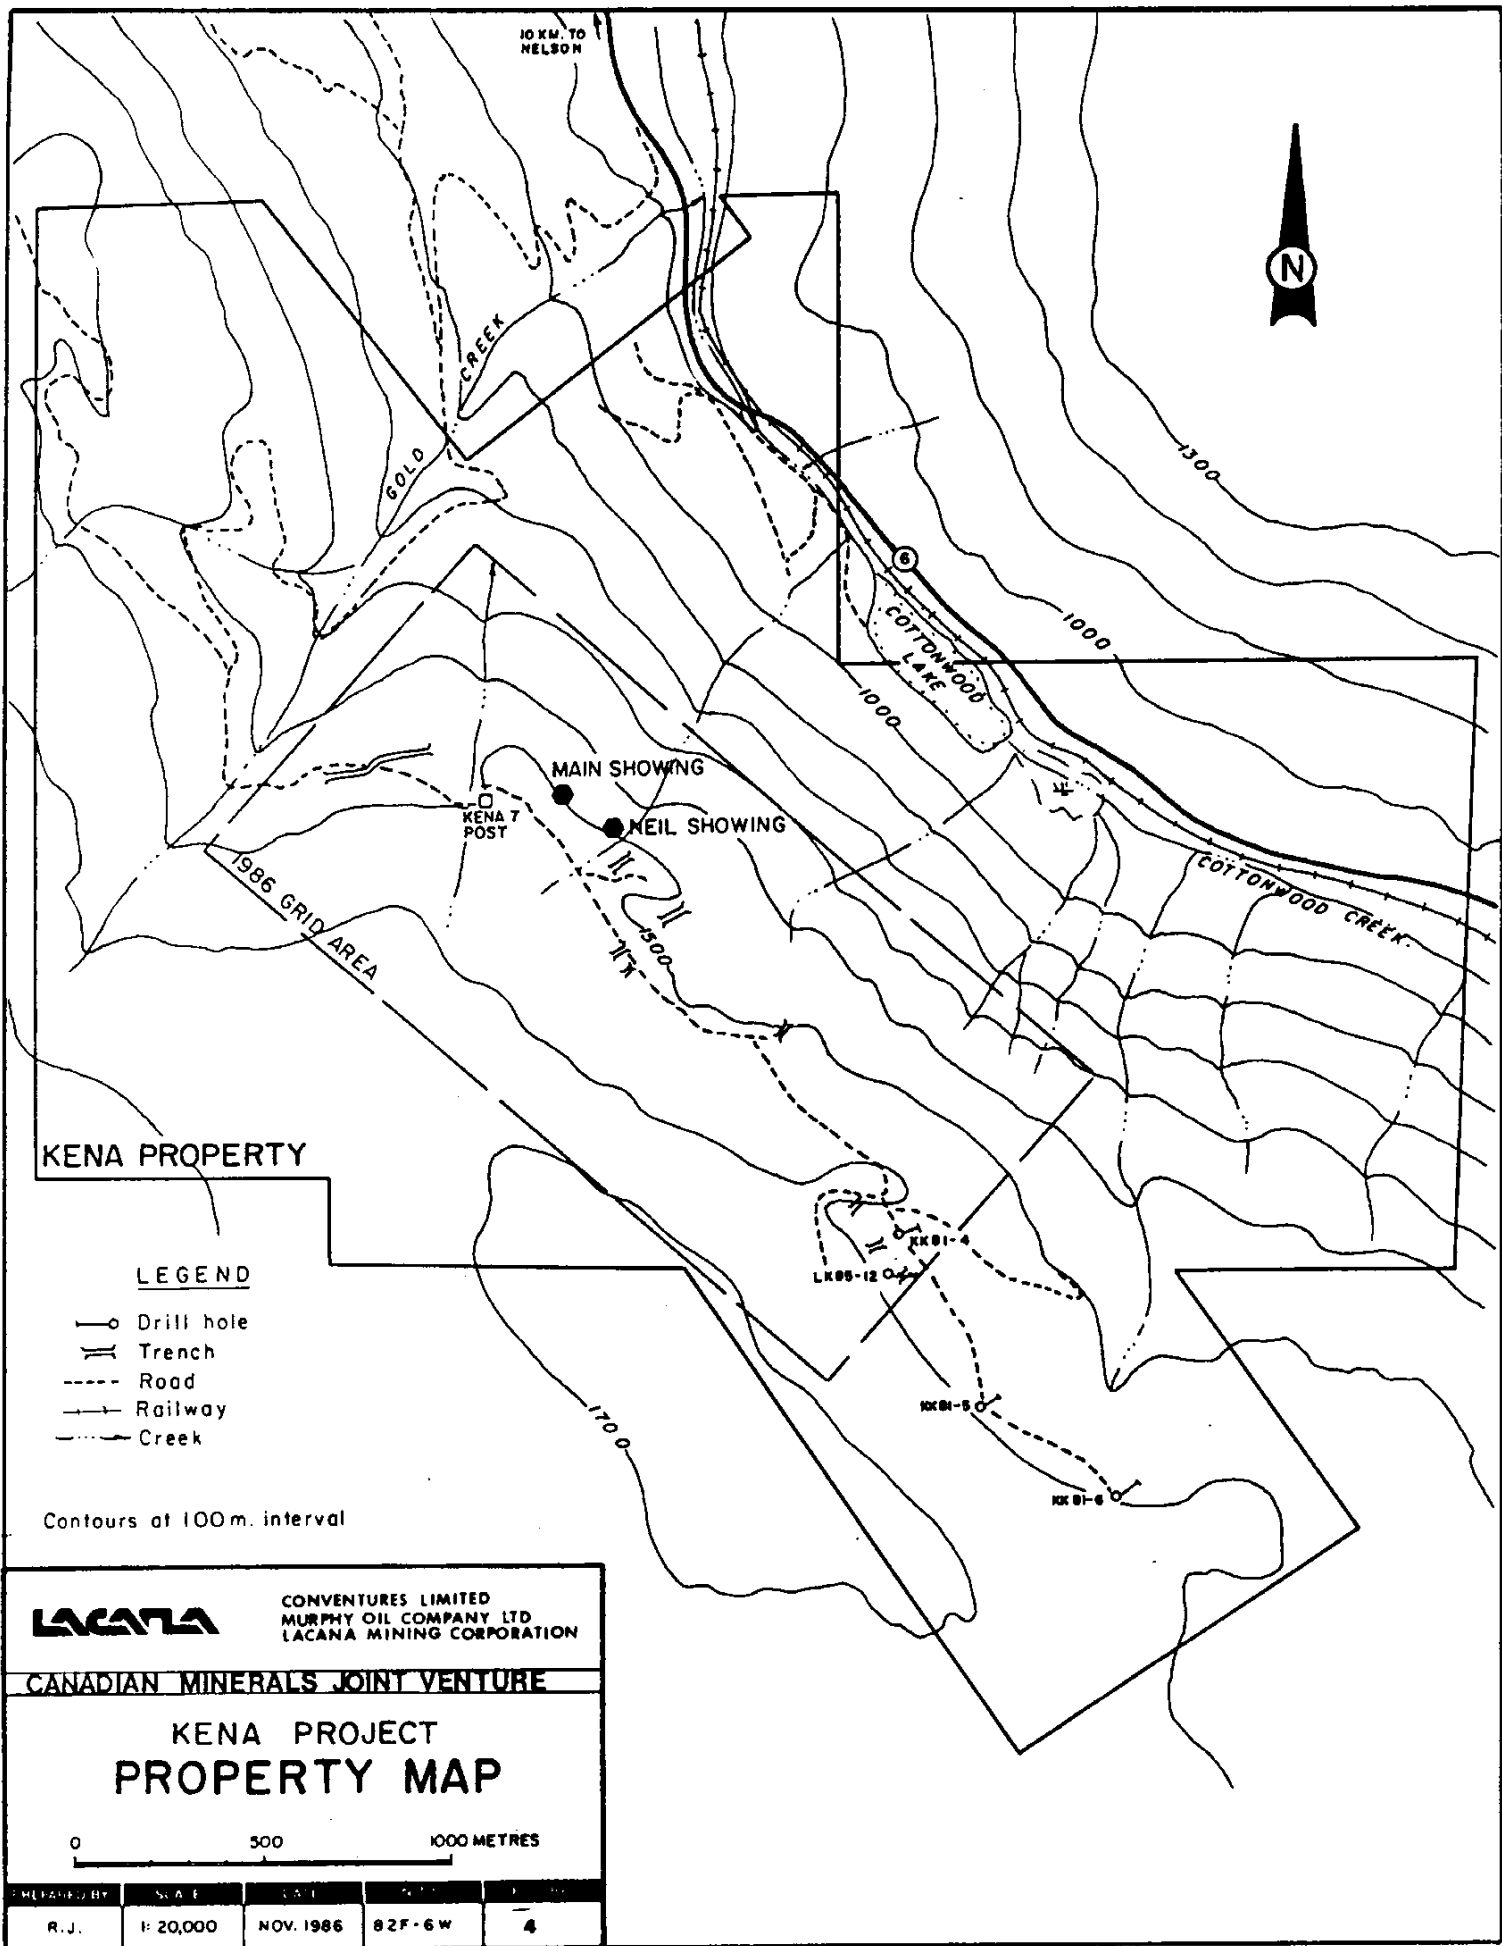 10 KM. TO
NELSON
N
CREEK
GOLD
1300
6
1000
COTTONWOOD
LAKE
1000
MAIN SHOWING
KENA 7
POST
NEIL SHOWING
COTTONWOOD CREEK
1986 GRID AREA
1500
KENA PROPERTY
KK81-4
LK85-12
KK81-5
KK81-6
1700
LEGEND
Drill hole
Trench
Road
Railway
Creek
Contours at 100m. interval
LACANA
CONVENTURES LIMITED
MURPHY OIL COMPANY LTD
LACANA MINING CORPORATION
CANADIAN MINERALS JOINT VENTURE
KENA PROJECT
PROPERTY MAP
0 500 1000 METRES
PREPARED BY SCALE DATE
R.J. 1:20,000 NOV. 1986 82F-6W 4